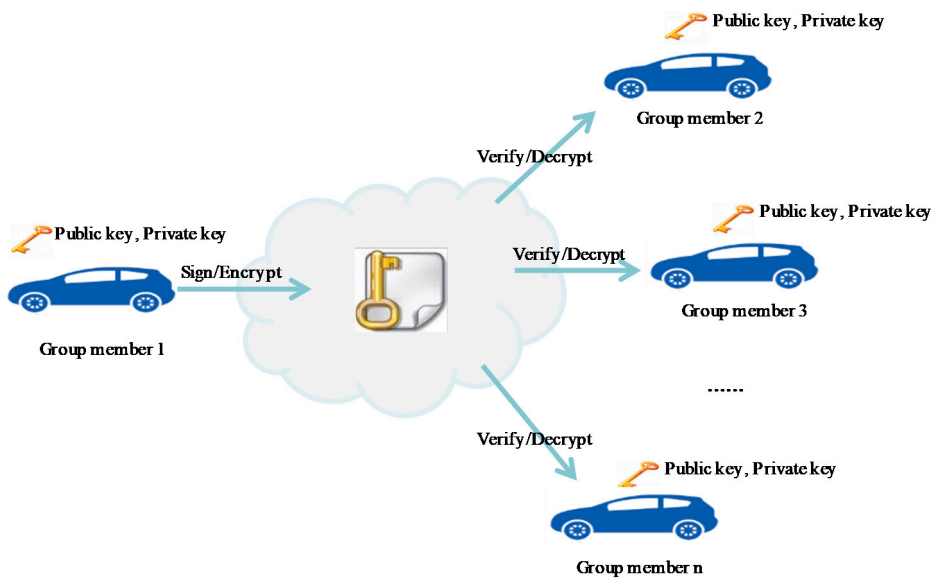 Public key, Private key
Group member 2
Verify/Decrypt
Public key, Private key
Public key, Private key
Verify/Decrypt
Sign/Encrypt
Group member 3
Group member 1
......
Verify/Decrypt
Public key, Private key
Group member n